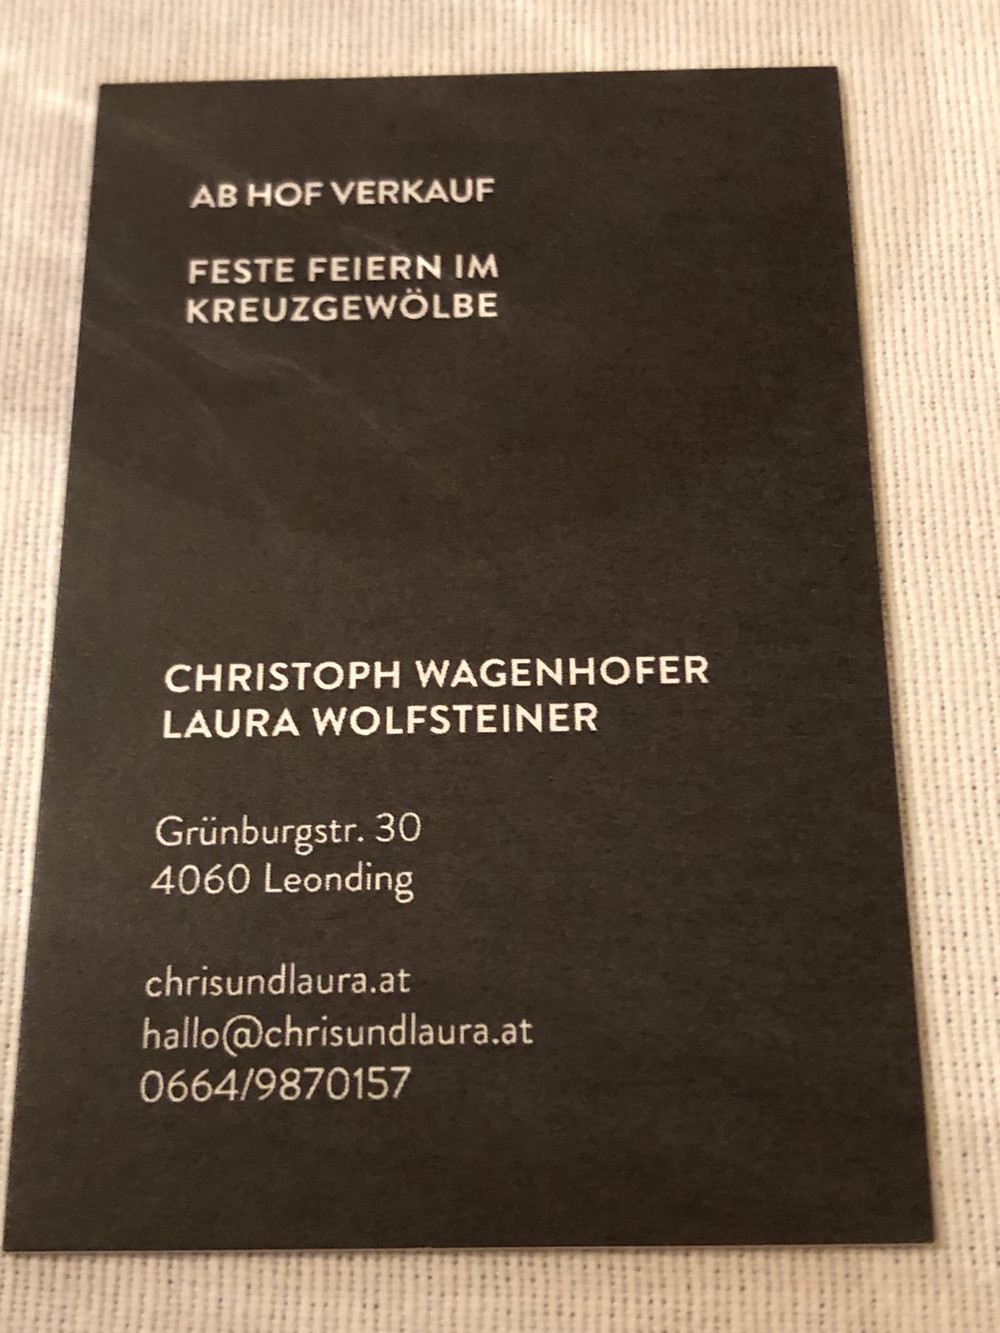 AB HOF VERKAUF
FESTE FEIERN IM
KREUZGEWÖLBE
CHRISTOPH WAGENHOFER
LAURA WOLFSTEINER
Grünburgstr. 30
4060 Leonding
chrisundlaura.at
hallo@chrisundlaura.at
0664/9870157